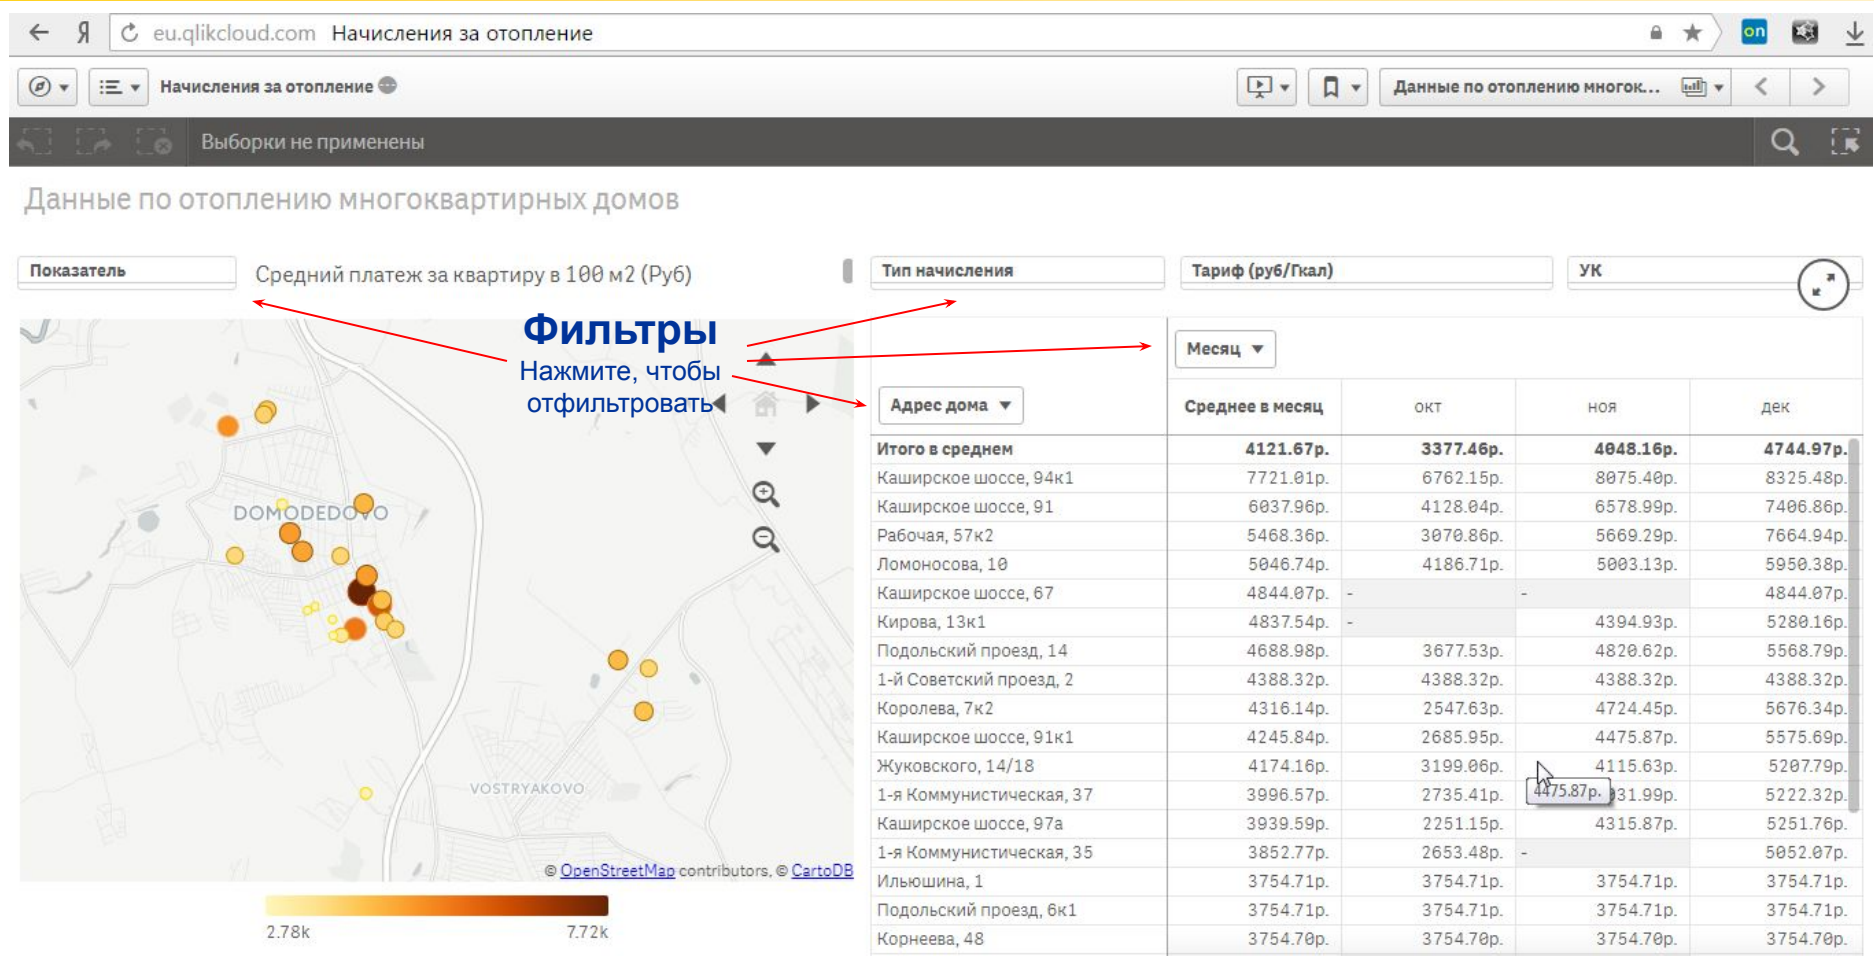 eu.qlikcloud.com Начисления за отопление
on
Начисления за отопление
Данные по отоплению многок...
Выборки не применены
Данные по отоплению многоквартирных домов
Показатель
Средний платеж за квартиру в 100 м2 (Руб)
Тип начисления
Тариф (руб/Гкал)
УК
Фильтры
Нажмите, чтобы
отфильтровать
DOMODEDOVO
VOSTRYAKOVO
© OpenStreetMap contributors, © CartoDB
2.78k 7.72k
Месяц
Адрес дома Среднее в месяц окт ноя дек
Итого в среднем 4121.67р. 3377.46р. 4048.16р. 4744.97р.
Каширское шоссе, 94к1 7721.01р. 6762.15р. 8075.40р. 8325.48р.
Каширское шоссе, 91 6037.96р. 4128.04р. 6578.99р. 7406.86р.
Рабочая, 57к2 5468.36р. 3070.86р. 5669.29р. 7664.94р.
Ломоносова, 10 5046.74р. 4186.71р. 5003.13р. 5950.38р.
Каширское шоссе, 67 4844.07р. - - 4844.07р.
Кирова, 13к1 4837.54р. - 4394.93р. 5280.16р.
Подольский проезд, 14 4688.98р. 3677.53р. 4820.62р. 5568.79р.
1-й Советский проезд, 2 4388.32р. 4388.32р. 4388.32р. 4388.32р.
Королева, 7к2 4316.14р. 2547.63р. 4724.45р. 5676.34р.
Каширское шоссе, 91к1 4245.84р. 2685.95р. 4475.87р. 5575.69р.
Жуковского, 14/18 4174.16р. 3199.06р. 4115.63р. 5207.79р.
1-я Коммунистическая, 37 3996.57р. 2735.41р. 4475.87р. 31.99р. 5222.32р.
Каширское шоссе, 97а 3939.59р. 2251.15р. 4315.87р. 5251.76р.
1-я Коммунистическая, 35 3852.77р. 2653.48р. - 5052.07р.
Ильюшина, 1 3754.71р. 3754.71р. 3754.71р. 3754.71р.
Подольский проезд, 6к1 3754.71р. 3754.71р. 3754.71р. 3754.71р.
Корнеева, 48 3754.70р. 3754.70р. 3754.70р. 3754.70р.